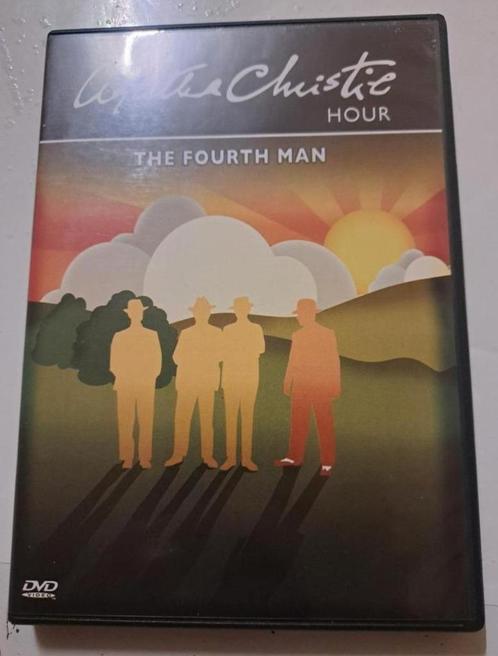 Agatha Christie
HOUR
THE FOURTH MAN
DVD
VIDEO